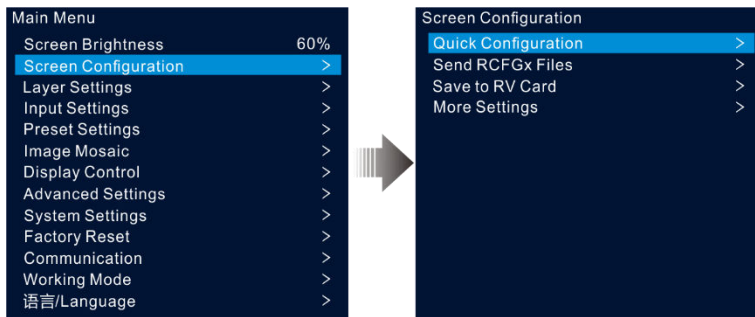 Main Menu
Screen Brightness 60%
Screen Configuration >
Layer Settings >
Input Settings >
Preset Settings >
Image Mosaic >
Display Control >
Advanced Settings >
System Settings >
Factory Reset >
Communication >
Working Mode >
语言/Language >
Screen Configuration
Quick Configuration >
Send RCFGx Files >
Save to RV Card >
More Settings >